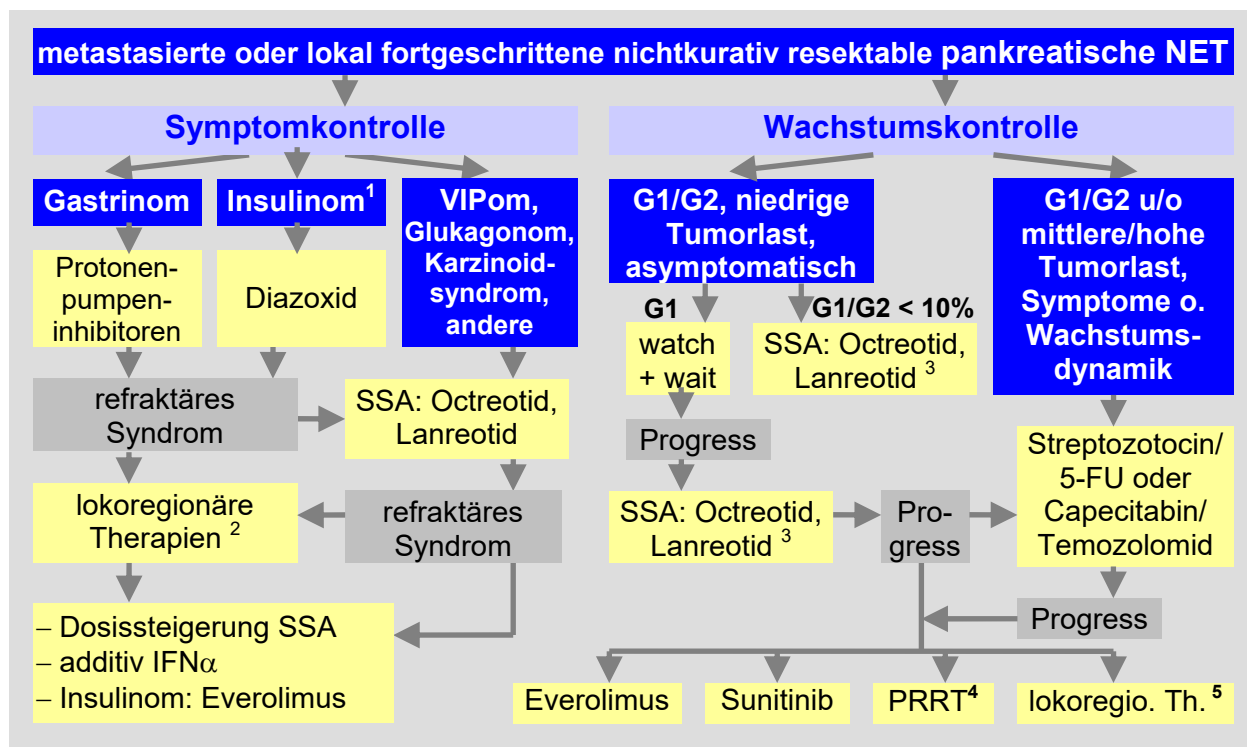 metastasierte oder lokal fortgeschrittene nichtkurativ resektable pankreatische NET
Symptomkontrolle
Wachstumskontrolle
Gastrinom
Insulinom¹
VIPom,
Glukagonom,
Karzinoid-
syndrom,
andere
G1/G2, niedrige
Tumorlast,
asymptomatisch
G1/G2 u/o
mittlere/hohe
Tumorlast,
Symptome o.
Wachstums-
dynamik
Protonen-
pumpen-
inhibitoren
Diazoxid
G1
G1/G2 < 10%
watch
+ wait
SSA: Octreotid,
Lanreotid ³
refraktäres
Syndrom
SSA: Octreotid,
Lanreotid
Progress
Streptozotocin/
5-FU oder
Capecitabin/
Temozolomid
lokoregionäre
Therapien ²
refraktäres
Syndrom
SSA: Octreotid,
Lanreotid ³
Pro-
gress
Progress
– Dosissteigerung SSA
– additiv IFNα
– Insulinom: Everolimus
Everolimus
Sunitinib
PRRT⁴
lokoregio. Th. ⁵